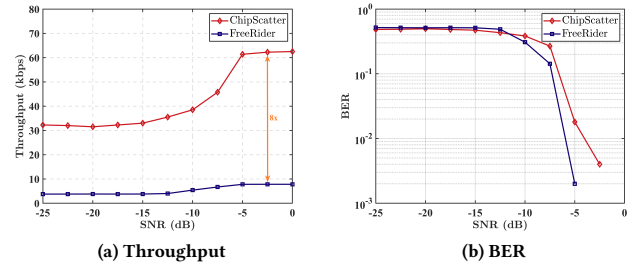 80
70
60
50
40
30
20
10
0
Throughput (kbps)
ChipScatter
FreeRider
8x
-25 -20 -15 -10 -5 0
SNR (dB)
(a) Throughput
10^0
10^-1
10^-2
10^-3
BER
ChipScatter
FreeRider
-25 -20 -15 -10 -5 0
SNR (dB)
(b) BER